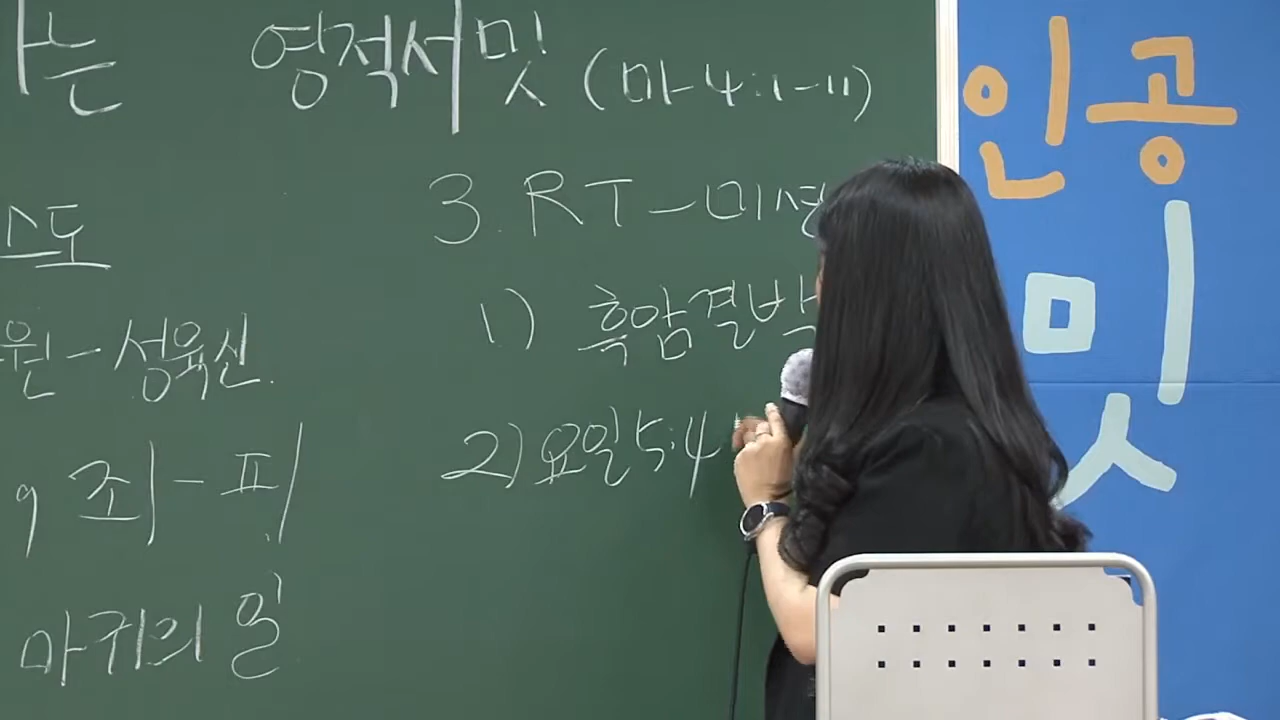 는 영적서밋 (마 4:1-11)
스도
원-성육신.
9 죄-피
마귀의 일
3. RT-미션
1) 흑암결박
2) 요일5:4
인공
밋